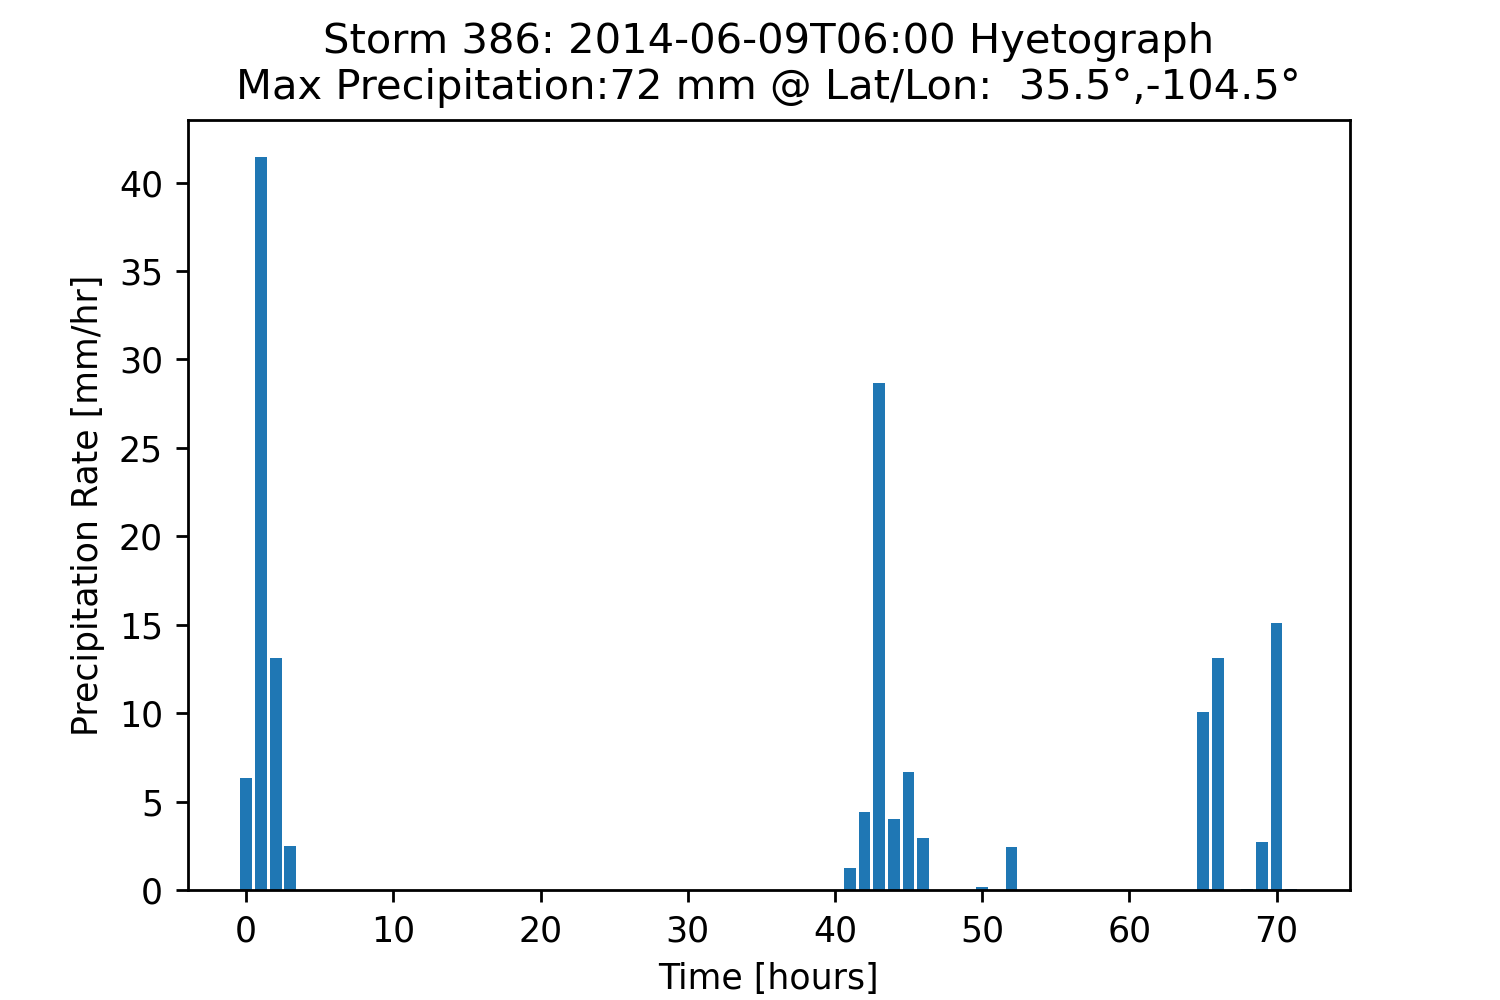 Storm 386: 2014-06-09T06:00 Hyetograph
Max Precipitation:72 mm @ Lat/Lon:  35.5°,-104.5°
Precipitation Rate [mm/hr]
40
35
30
25
20
15
10
5
0
0 10 20 30 40 50 60 70
Time [hours]